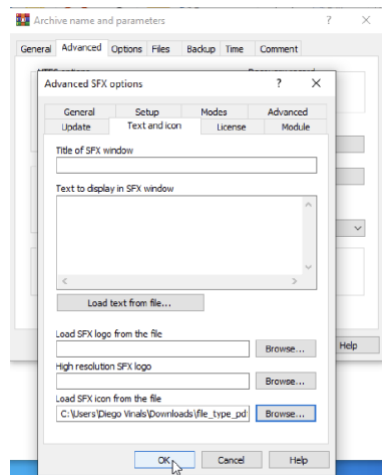 Archive name and parameters ? ×
General Advanced Options Files Backup Time Comment
Advanced SFX options ? ×
General Setup Modes Advanced
Update Text and icon License Module
Title of SFX window
Text to display in SFX window
Load text from file...
Load SFX logo from the file
Browse...
Help
High resolution SFX logo
Browse...
Load SFX icon from the file
C:\Users\Diego Vinals\Downloads\file_type_pd Browse...
OK Cancel Help